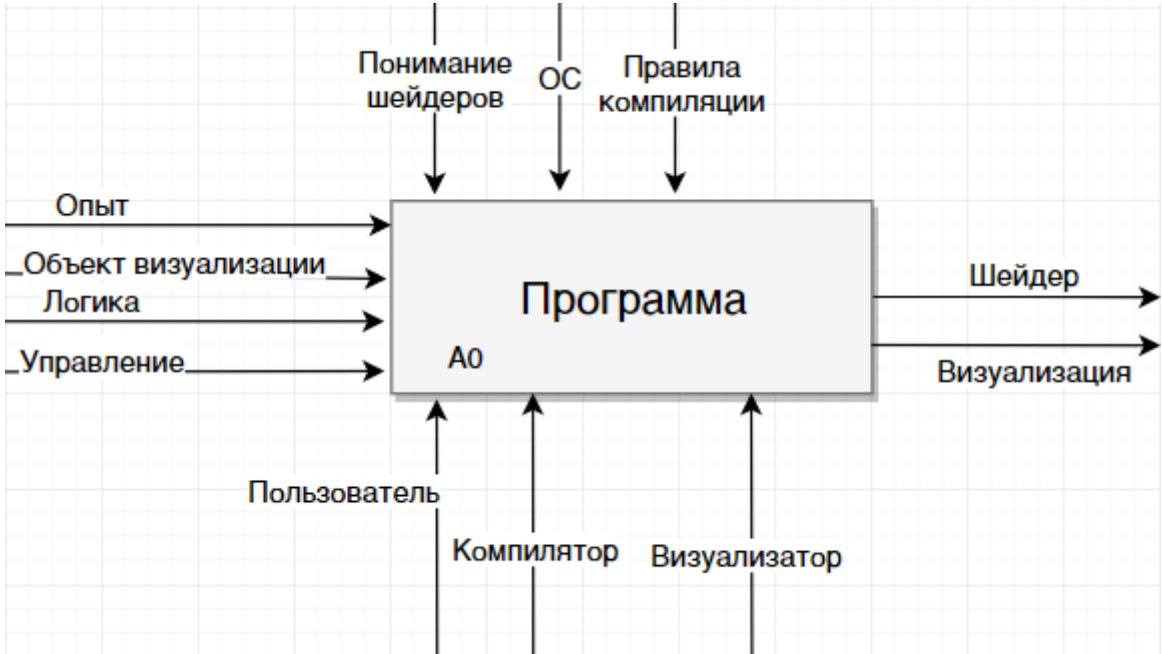 Понимание
шейдеров
ОС
Правила
компиляции
Опыт
Объект визуализации
Логика
Управление
Программа
А0
Шейдер
Визуализация
Пользователь
Компилятор
Визуализатор